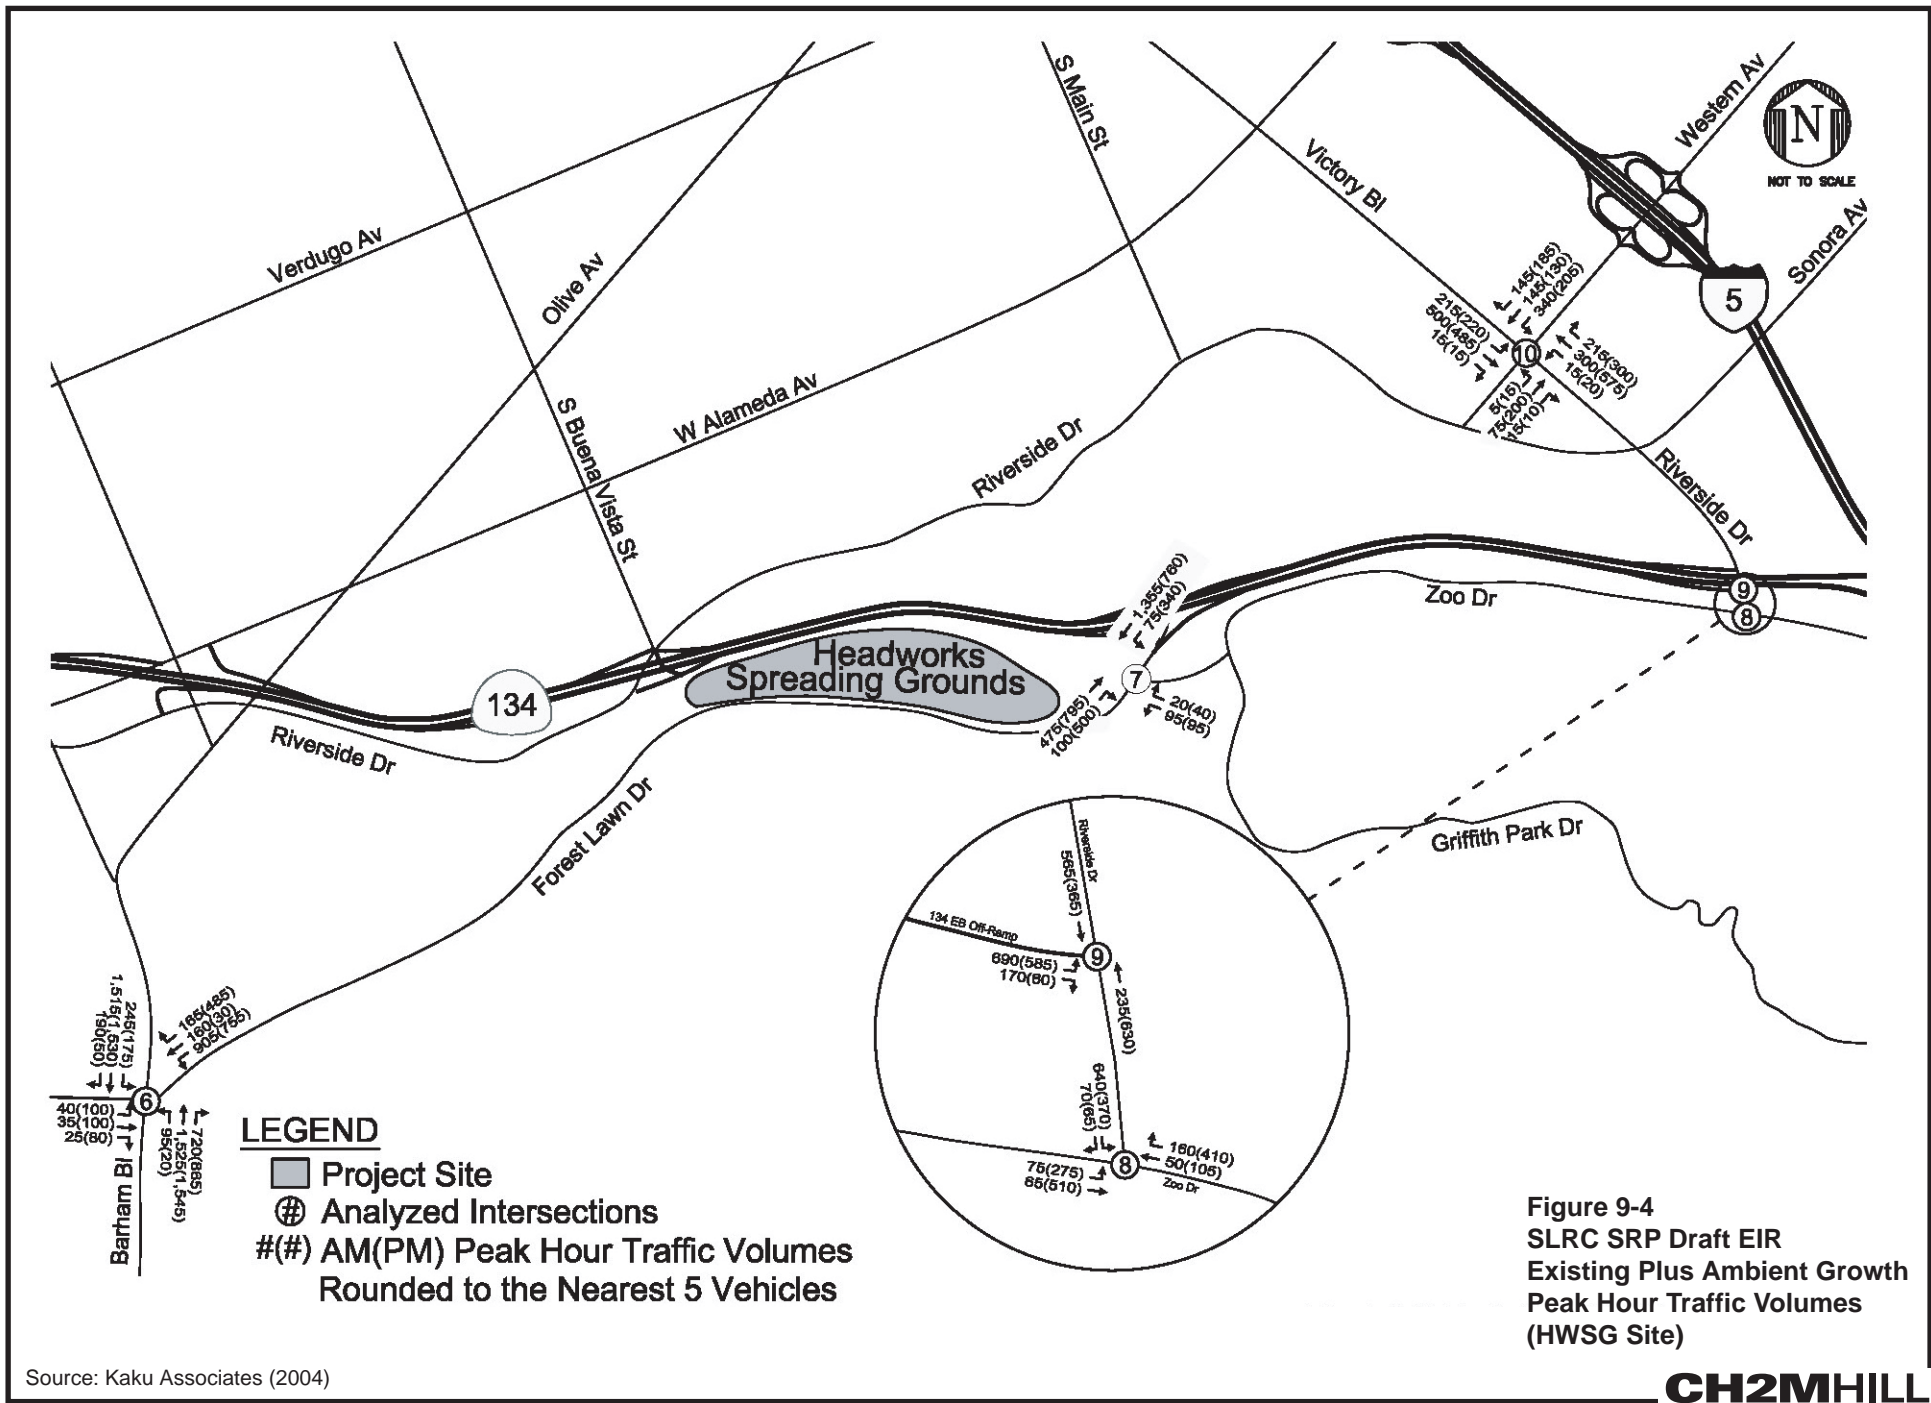 Verdugo Av
Olive Av
S Main St
Victory Bl
Western Av
N
NOT TO SCALE
Sonora Av
5
145(185)
145(130)
340(205)
215(220)
500(485)
15(15)
10
215(300)
300(575)
15(20)
5(15)
75(200)
15(10)
S Buena Vista St
W Alameda Av
Riverside Dr
Riverside Dr
1,355(760)
75(340)
Zoo Dr
9
8
Headworks
Spreading Grounds
7
134
475(795)
100(500)
20(40)
95(95)
Riverside Dr
Forest Lawn Dr
Griffith Park Dr
Riverside Dr
565(365)
134 EB Off-Ramp
9
690(585)
170(60)
235(630)
640(370)
70(65)
8
160(410)
50(105)
75(275)
65(510)
Zoo Dr
245(175)
1,515(1,530)
190(50)
165(485)
160(30)
905(755)
6
40(100)
35(100)
25(80)
720(885)
1,525(1,545)
95(20)
Barham Bl
LEGEND
Project Site
# Analyzed Intersections
#(#) AM(PM) Peak Hour Traffic Volumes
Rounded to the Nearest 5 Vehicles
Figure 9-4
SLRC SRP Draft EIR
Existing Plus Ambient Growth
Peak Hour Traffic Volumes
(HWSG Site)
Source: Kaku Associates (2004)
CH2MHILL